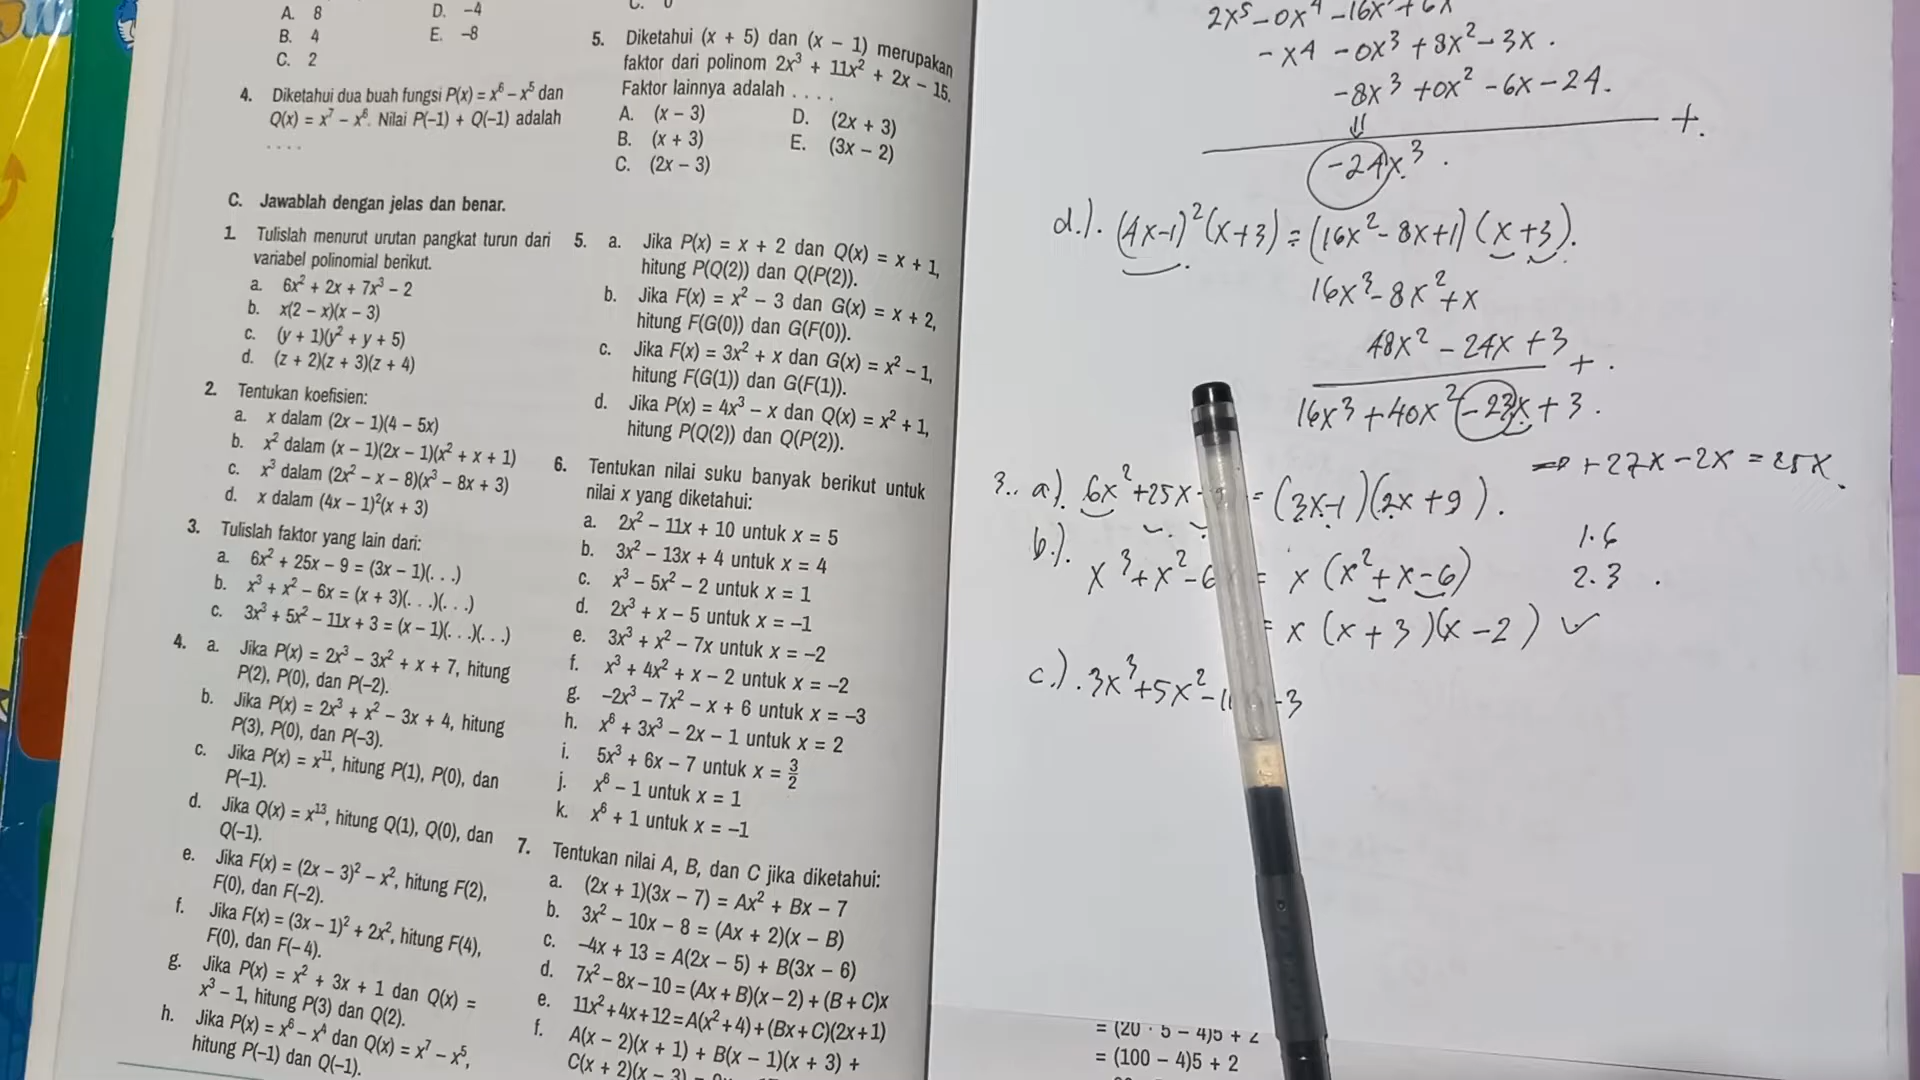 A. 8
B. 4
C. 2
D. -4
E. -8
4. Diketahui dua buah fungsi P(x) = x⁶ – x⁵ dan
Q(x) = x⁷ – x⁶. Nilai P(–1) + Q(–1) adalah
. . . .
5. Diketahui (x + 5) dan (x – 1) merupakan
faktor dari polinom 2x³ + 11x² + 2x – 15.
Faktor lainnya adalah . . . .
A. (x – 3)
B. (x + 3)
C. (2x – 3)
D. (2x + 3)
E. (3x – 2)
C. Jawablah dengan jelas dan benar.
1. Tulislah menurut urutan pangkat turun dari
variabel polinomial berikut.
a. 6x² + 2x + 7x³ – 2
b. x(2 – x)(x – 3)
c. (y + 1)(y² + y + 5)
d. (z + 2)(z + 3)(z + 4)
2. Tentukan koefisien:
a. x dalam (2x – 1)(4 – 5x)
b. x² dalam (x – 1)(2x – 1)(x² + x + 1)
c. x³ dalam (2x² – x – 8)(x³ – 8x + 3)
d. x dalam (4x – 1)²(x + 3)
3. Tulislah faktor yang lain dari:
a. 6x² + 25x – 9 = (3x – 1)(. . .)
b. x³ + x² – 6x = (x + 3)(. . .)(. . .)
c. 3x³ + 5x² – 11x + 3 = (x – 1)(. . .)(. . .)
4. a. Jika P(x) = 2x³ – 3x² + x + 7, hitung
P(2), P(0), dan P(–2).
b. Jika P(x) = 2x³ + x² – 3x + 4, hitung
P(3), P(0), dan P(–3).
c. Jika P(x) = x¹¹, hitung P(1), P(0), dan
P(–1).
d. Jika Q(x) = x¹³, hitung Q(1), Q(0), dan
Q(–1).
e. Jika F(x) = (2x – 3)² – x², hitung F(2),
F(0), dan F(–2).
f. Jika F(x) = (3x – 1)² + 2x², hitung F(4),
F(0), dan F(– 4).
g. Jika P(x) = x² + 3x + 1 dan Q(x) =
x³ – 1, hitung P(3) dan Q(2).
h. Jika P(x) = x⁶ – x⁴ dan Q(x) = x⁷ – x⁵,
hitung P(–1) dan Q(–1).
5. a. Jika P(x) = x + 2 dan Q(x) = x + 1,
hitung P(Q(2)) dan Q(P(2)).
b. Jika F(x) = x² – 3 dan G(x) = x + 2,
hitung F(G(0)) dan G(F(0)).
c. Jika F(x) = 3x² + x dan G(x) = x² – 1,
hitung F(G(1)) dan G(F(1)).
d. Jika P(x) = 4x³ – x dan Q(x) = x² + 1,
hitung P(Q(2)) dan Q(P(2)).
6. Tentukan nilai suku banyak berikut untuk
nilai x yang diketahui:
a. 2x² – 11x + 10 untuk x = 5
b. 3x² – 13x + 4 untuk x = 4
c. x³ – 5x² – 2 untuk x = 1
d. 2x³ + x – 5 untuk x = –1
e. 3x³ + x² – 7x untuk x = –2
f. x³ + 4x² + x – 2 untuk x = –2
g. –2x³ – 7x² – x + 6 untuk x = –3
h. x⁶ + 3x³ – 2x – 1 untuk x = 2
i. 5x³ + 6x – 7 untuk x = 3/2
j. x⁶ – 1 untuk x = 1
k. x⁶ + 1 untuk x = –1
7. Tentukan nilai A, B, dan C jika diketahui:
a. (2x + 1)(3x – 7) = Ax² + Bx – 7
b. 3x² – 10x – 8 = (Ax + 2)(x – B)
c. –4x + 13 = A(2x – 5) + B(3x – 6)
d. 7x² – 8x – 10 = (Ax + B)(x – 2) + (B + C)x
e. 11x² + 4x + 12 = A(x² + 4) + (Bx + C)(2x + 1)
f. A(x – 2)(x + 1) + B(x – 1)(x + 3) +
C(x + 2)(x – 3)
2x⁵ – 0x⁴ – 16x³ + 6x
– x⁴ – 0x³ + 8x² – 3x .
– 8x³ + 0x² – 6x – 24.
+.
–24x³ .
d.). (4x–1)²(x+3) = (16x² – 8x+1) (x +3).
16x³ – 8x² + x
48x² – 24x + 3
+ .
16x³ + 40x² – 23x + 3 .
⇒ +27x – 2x = 25x .
3.. a). 6x² + 25x = (3x–1)(2x + 9).
b.). x³ + x² – 6 = x (x² + x – 6)
1.6
2.3 .
= x (x + 3)(x – 2) ✓
c.). 3x³ + 5x² – 3
= (20 · 5 – 4)5 + 2
= (100 – 4)5 + 2